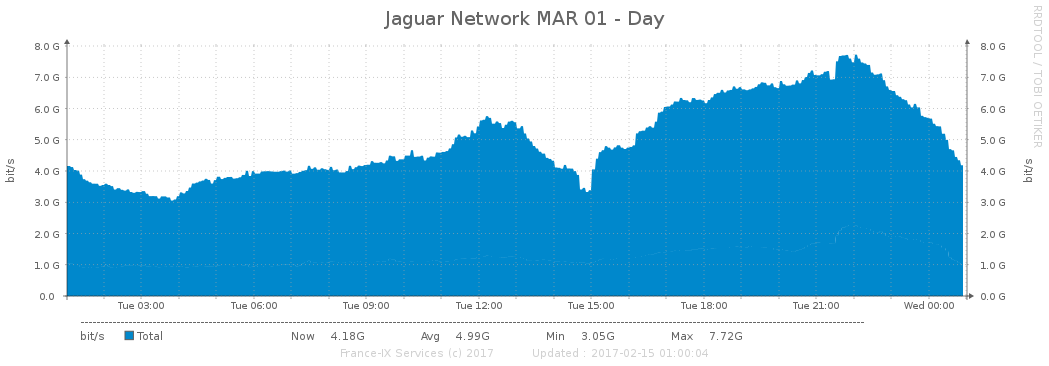 Jaguar Network MAR 01 - Day
RRDTOOL / TOBI OETIKER
bit/s
8.0 G 8.0 G
7.0 G 7.0 G
6.0 G 6.0 G
5.0 G 5.0 G
4.0 G 4.0 G
3.0 G 3.0 G
2.0 G 2.0 G
1.0 G 1.0 G
0.0 0.0 G
bit/s
Tue 03:00 Tue 06:00 Tue 09:00 Tue 12:00 Tue 15:00 Tue 18:00 Tue 21:00 Wed 00:00
bit/s Total Now 4.18G Avg 4.99G Min 3.05G Max 7.72G
France-IX Services (c) 2017 Updated : 2017-02-15 01:00:04